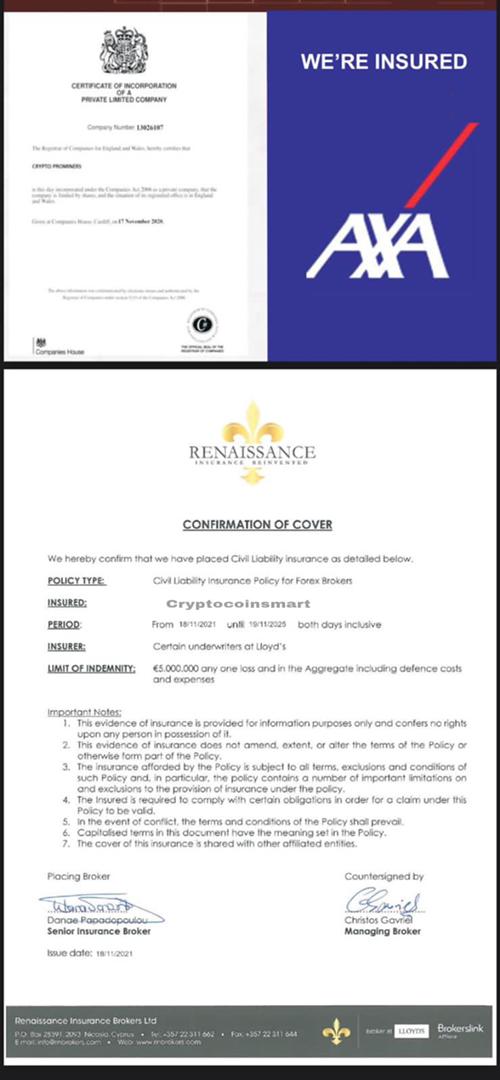 CERTIFICATE OF INCORPORATION
OF A
PRIVATE LIMITED COMPANY
Company Number 13026107
The Registrar of Companies for England and Wales, hereby certifies that
CRYPTO PROMINERS
is this day incorporated under the Companies Act 2006 as a private company, that the
company is limited by shares, and the situation of its registered office is in England
and Wales.
Given at Companies House, Cardiff, on 17 November 2020.
Companies House
THE OFFICIAL SEAL OF THE
REGISTRAR OF COMPANIES
WE'RE INSURED
AXA
RENAISSANCE
INSURANCE REINVENTED
CONFIRMATION OF COVER
We hereby confirm that we have placed Civil Liability insurance as detailed below.
POLICY TYPE: Civil Liability Insurance Policy for Forex Brokers
INSURED: Cryptocoinsmart
PERIOD: From 18/11/2021 until 19/11/2025 both days inclusive
INSURER: Certain underwriters at Lloyd's
LIMIT OF INDEMNITY: €5.000.000 any one loss and in the Aggregate including defence costs
and expenses
Important Notes:
1. This evidence of insurance is provided for information purposes only and confers no rights
upon any person in possession of it.
2. This evidence of insurance does not amend, extent, or alter the terms of the Policy or
otherwise form part of the Policy.
3. The insurance afforded by the Policy is subject to all terms, exclusions and conditions of
such Policy and, in particular, the policy contains a number of important limitations on
and exclusions to the provision of insurance under the policy.
4. The Insured is required to comply with certain obligations in order for a claim under this
Policy to be valid.
5. In the event of conflict, the terms and conditions of the Policy shall prevail.
6. Capitalised terms in this document have the meaning set in the Policy.
7. The cover of this insurance is shared with other affiliated entities.
Placing Broker
Countersigned by
Danae Papadopoulou
Christos Gavriel
Senior Insurance Broker
Managing Broker
Issue date: 18/11/2021
Renaissance Insurance Brokers Ltd
P.O. Box 25391, 2093 Nicosia, Cyprus • Tel: +357 22 311 662 • Fax: +357 22 311 644
E mail: info@rnbrokers.com • Web: www.rnbrokers.com
Broker at LLOYDS
Brokerslink
Affiliate